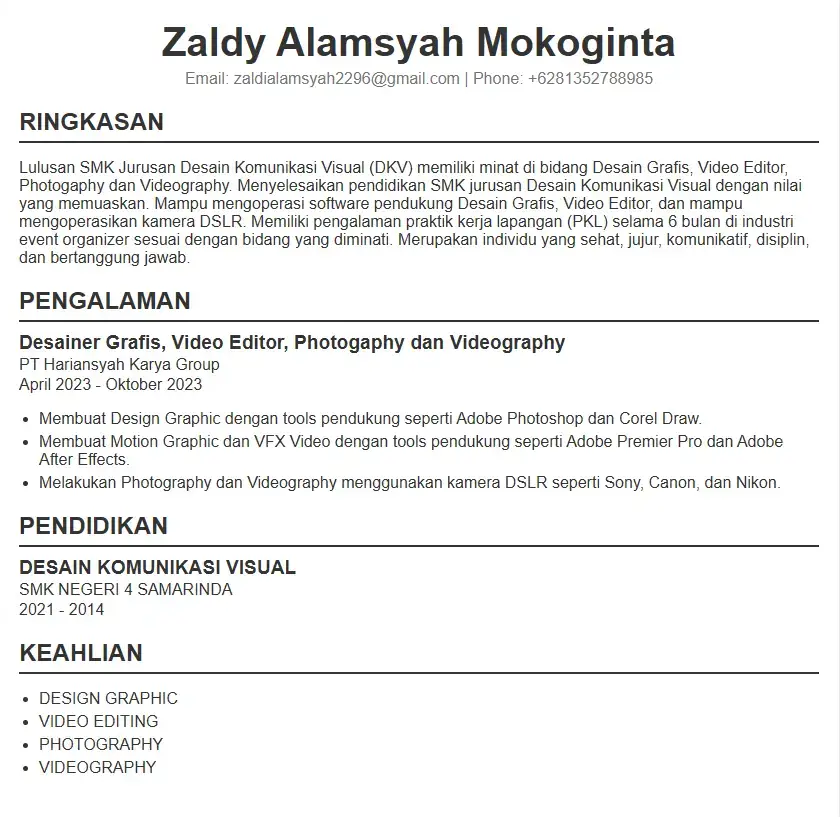 Zaldy Alamsyah Mokoginta
Email: zaldialamsyah2296@gmail.com | Phone: +6281352788985
RINGKASAN
Lulusan SMK Jurusan Desain Komunikasi Visual (DKV) memiliki minat di bidang Desain Grafis, Video Editor,
Photogaphy dan Videography. Menyelesaikan pendidikan SMK jurusan Desain Komunikasi Visual dengan nilai
yang memuaskan. Mampu mengoperasi software pendukung Desain Grafis, Video Editor, dan mampu
mengoperasikan kamera DSLR. Memiliki pengalaman praktik kerja lapangan (PKL) selama 6 bulan di industri
event organizer sesuai dengan bidang yang diminati. Merupakan individu yang sehat, jujur, komunikatif, disiplin,
dan bertanggung jawab.
PENGALAMAN
Desainer Grafis, Video Editor, Photogaphy dan Videography
PT Hariansyah Karya Group
April 2023 - Oktober 2023
• Membuat Design Graphic dengan tools pendukung seperti Adobe Photoshop dan Corel Draw.
• Membuat Motion Graphic dan VFX Video dengan tools pendukung seperti Adobe Premier Pro dan Adobe
After Effects.
• Melakukan Photography dan Videography menggunakan kamera DSLR seperti Sony, Canon, dan Nikon.
PENDIDIKAN
DESAIN KOMUNIKASI VISUAL
SMK NEGERI 4 SAMARINDA
2021 - 2014
KEAHLIAN
• DESIGN GRAPHIC
• VIDEO EDITING
• PHOTOGRAPHY
• VIDEOGRAPHY